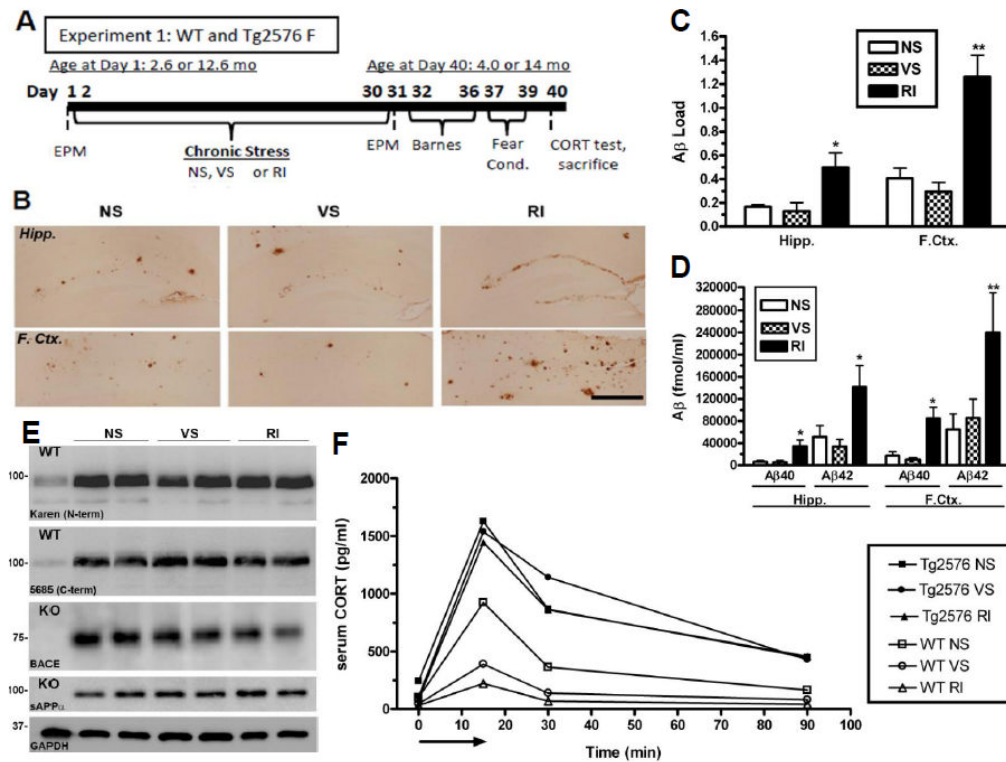 A
Experiment 1: WT and Tg2576 F
Age at Day 1: 2.6 or 12.6 mo
Age at Day 40: 4.0 or 14 mo
Day 1 2 30 31 32 36 37 39 40
EPM
Chronic Stress
NS, VS or RI
EPM
Barnes
Fear
Cond.
CORT test,
sacrifice
B
NS VS RI
Hipp.
F. Ctx.
C
NS
VS
RI
Aβ Load
1.6
1.4
1.2
1.0
0.8
0.6
0.4
0.2
0.0
*
**
Hipp. F.Ctx.
D
NS
VS
RI
Aβ (fmol/ml)
320000
280000
240000
200000
160000
120000
80000
40000
0
*
*
*
**
Aβ40 Aβ42 Aβ40 Aβ42
Hipp. F.Ctx.
E
NS VS RI
WT
100-
Karen (N-term)
WT
100-
5685 (C-term)
KO
75-
BACE
KO
100-
sAPPα
37-
GAPDH
F
serum CORT (pg/ml)
2000
1500
1000
500
0
0 10 20 30 40 50 60 70 80 90 100
Time (min)
Tg2576 NS
Tg2576 VS
Tg2576 RI
WT NS
WT VS
WT RI